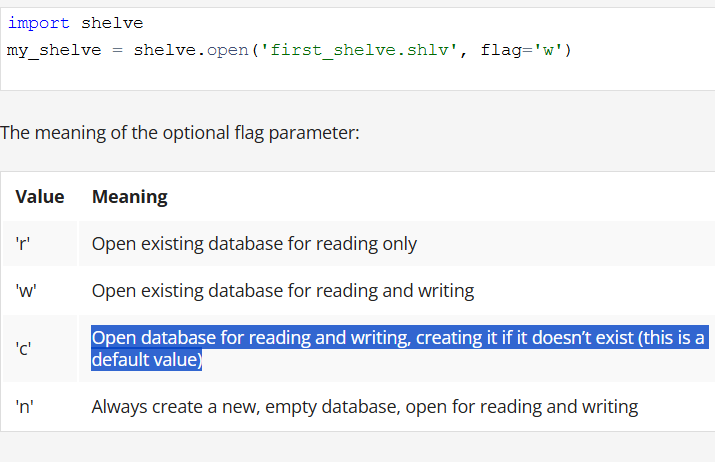 import shelve
my_shelve = shelve.open('first_shelve.shlv', flag='w')
The meaning of the optional flag parameter:
Value Meaning
'r' Open existing database for reading only
'w' Open existing database for reading and writing
'c' Open database for reading and writing, creating it if it doesn’t exist (this is a
default value)
'n' Always create a new, empty database, open for reading and writing